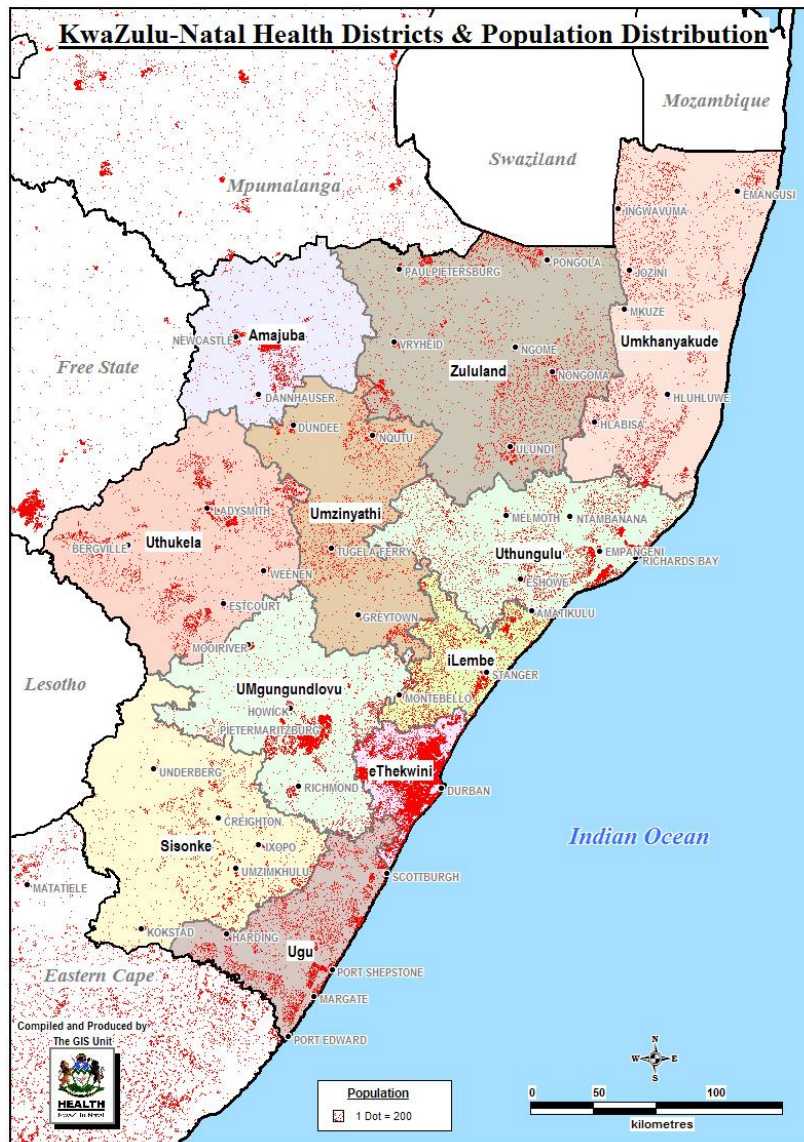 KwaZulu-Natal Health Districts & Population Distribution
Mozambique
Swaziland
Mpumalanga
EMANGUSI
INGWAVUMA
PONGOLA
PAULPIETERSBURG
JOZINI
MKUZE
NEWCASTLE
Amajuba
VRYHEID
NGOME
Umkhanyakude
Free State
Zululand
NONGOMA
DANNHAUSER
HLUHLUWE
DUNDEE
NQUTU
HLABISA
ULUNDI
LADYSMITH
Umzinyathi
MELMOTH
NTAMBANANA
BERGVILLE
Uthukela
TUGELA FERRY
Uthungulu
EMPANGENI
RICHARDS BAY
WEENEN
ESHOWE
ESTCOURT
GREYTOWN
AMATIKULU
MOOIRIVER
iLembe
STANGER
Lesotho
UMgungundlovu
MONTEBELLO
HOWICK
PIETERMARITZBURG
UNDERBERG
eThekwini
RICHMOND
DURBAN
CREIGHTON
Indian Ocean
Sisonke
IXOPO
UMZIMKHULU
SCOTTBURGH
MATATIELE
KOKSTAD
HARDING
Ugu
Eastern Cape
PORT SHEPSTONE
MARGATE
PORT EDWARD
Compiled and Produced by
The GIS Unit
HEALTH
KwaZulu-Natal
Population
1 Dot = 200
N
W E
S
0 50 100
kilometres